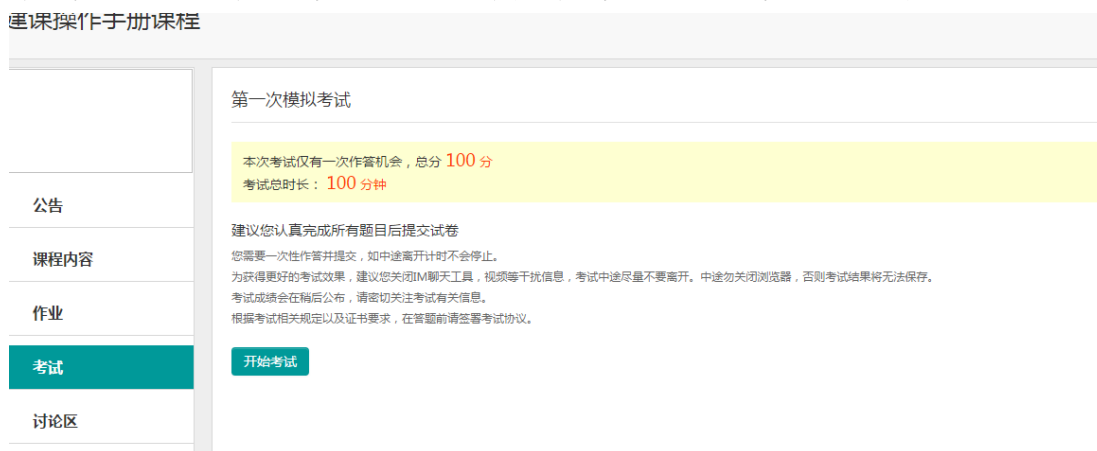 建课操作手册课程
第一次模拟考试
本次考试仅有一次作答机会，总分 100 分
考试总时长： 100 分钟
公告
建议您认真完成所有题目后提交试卷
您需要一次性作答并提交，如中途离开计时不会停止。
课程内容
为获得更好的考试效果，建议您关闭IM聊天工具，视频等干扰信息，考试中途尽量不要离开。中途勿关闭浏览器，否则考试结果将无法保存。
考试成绩会在稍后公布，请密切关注考试有关信息。
作业
根据考试相关规定以及证书要求，在答题前请签署考试协议。
考试
开始考试
讨论区